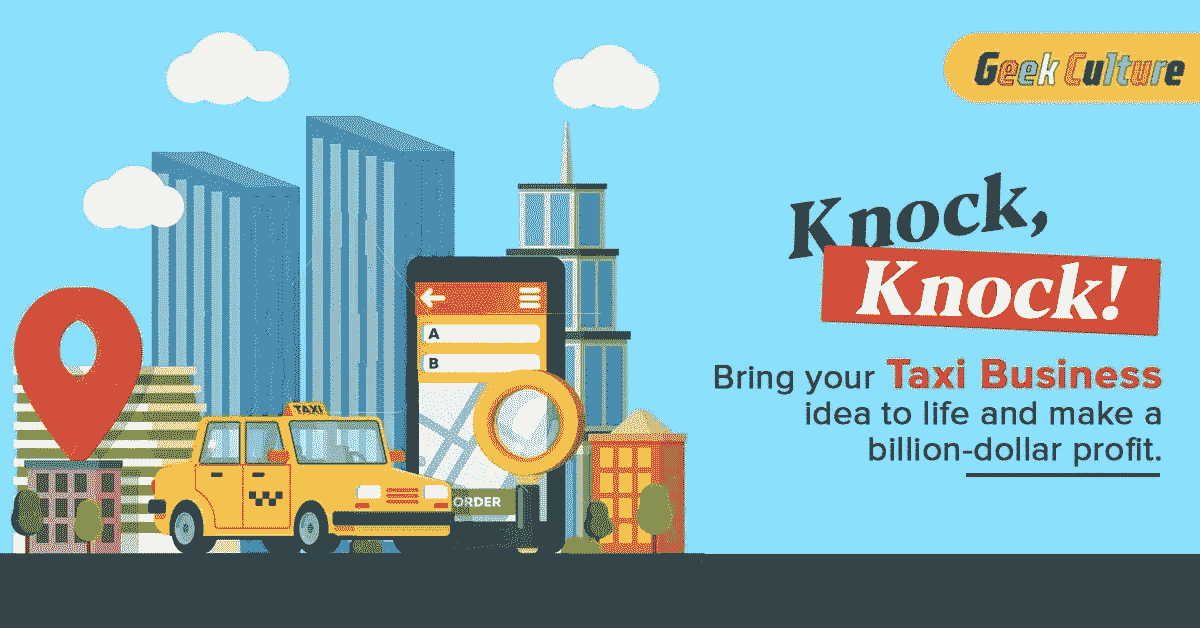 Geek Culture
Knock,
Knock!
Bring your Taxi Business
idea to life and make a
billion-dollar profit.
A
B
TAXI
ORDER